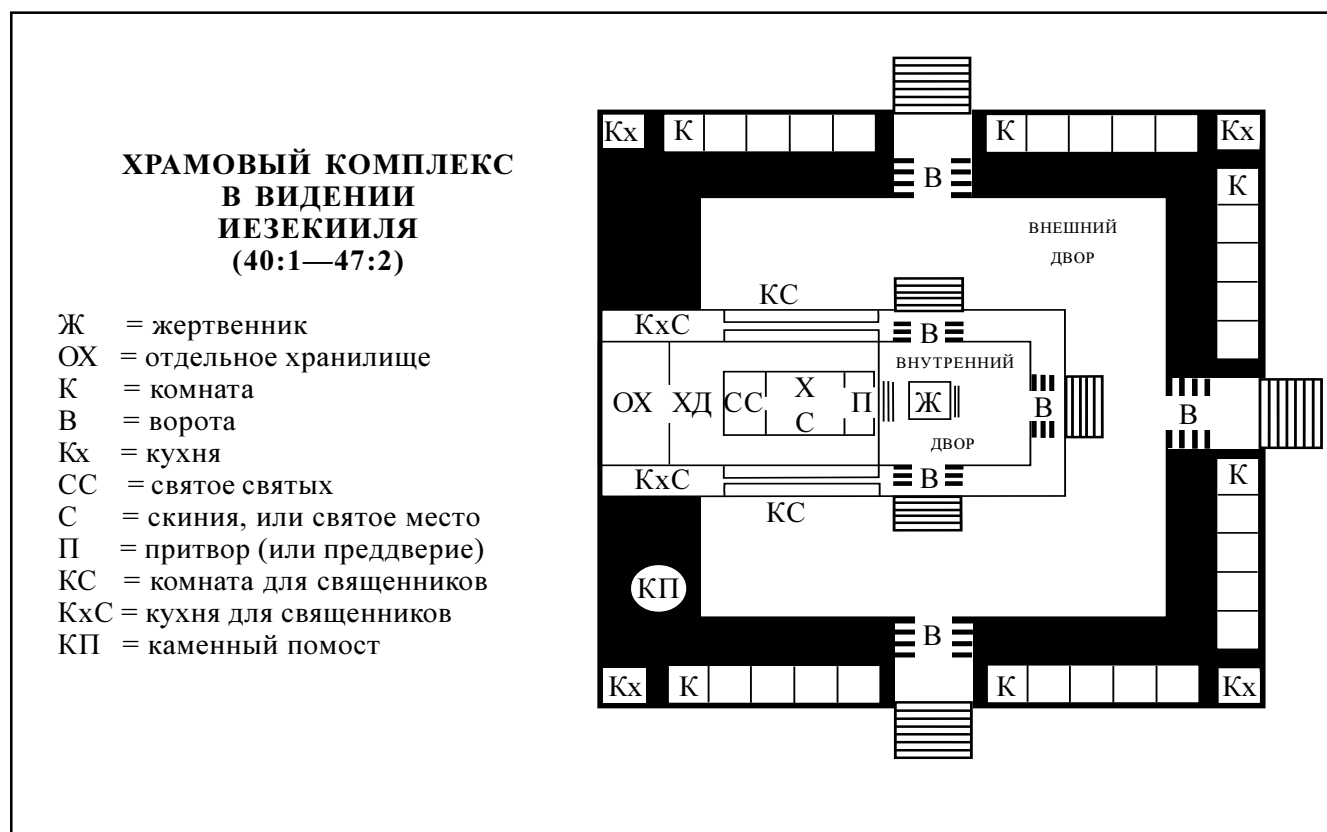 ХРАМОВЫЙ КОМПЛЕКС
В ВИДЕНИИ
ИЕЗЕКИИЛЯ
(40:1—47:2)
Ж = жертвенник
ОХ = отдельное хранилище
К = комната
В = ворота
Кх = кухня
СС = святое святых
С = скиния, или святое место
П = притвор (или преддверие)
КС = комната для священников
КхС = кухня для священников
КП = каменный помост
Кх К К Кх
В
К
ВНЕШНИЙ
ДВОР
КС
КхС В
ВНУТРЕННИЙ
ОХ ХД СС Х П Ж В В
С
ДВОР
КхС В К
КС
КП
В
Кх К К Кх